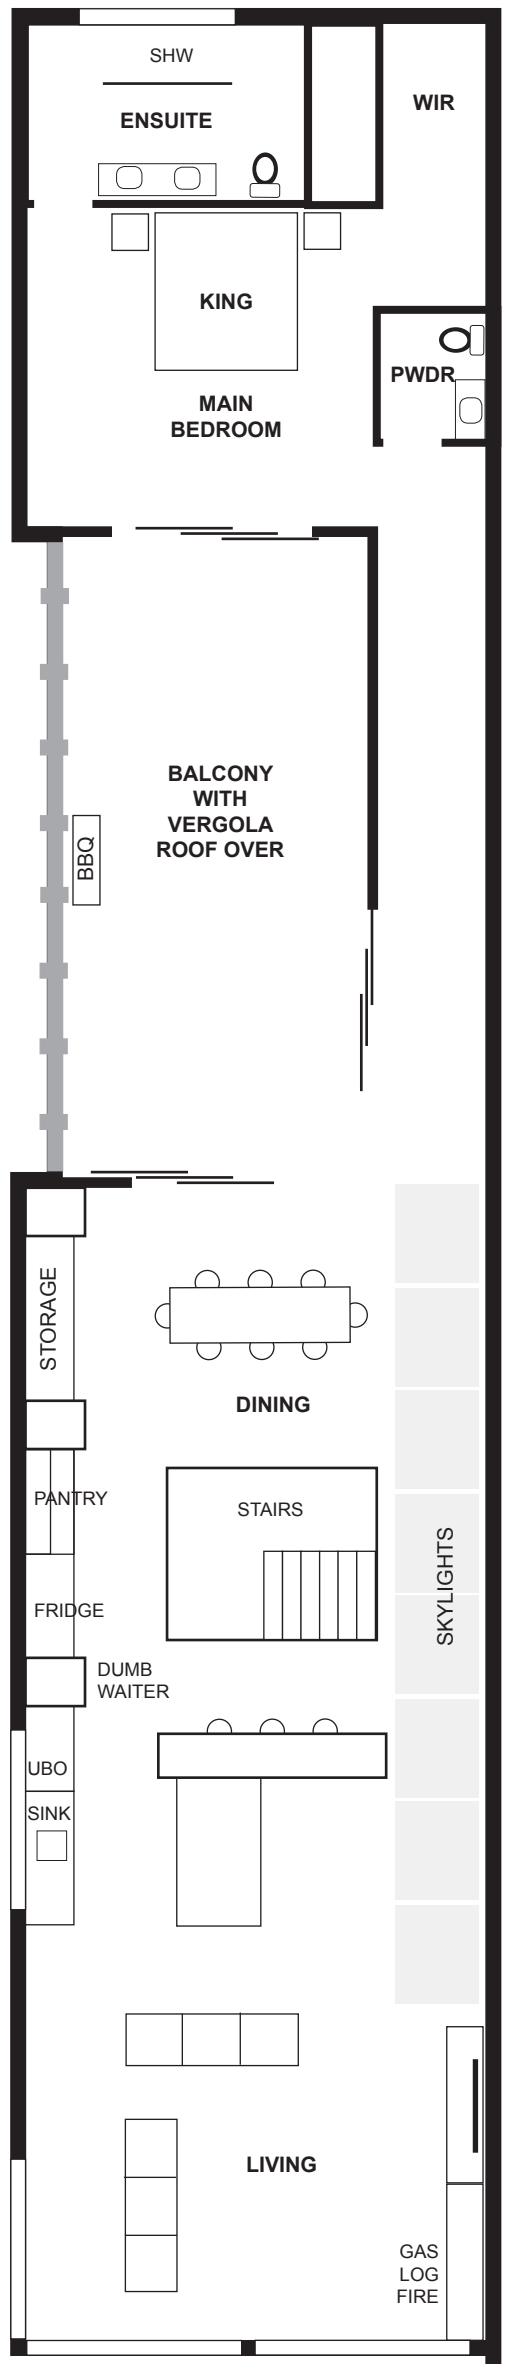 SHW
ENSUITE
WIR
KING
PWDR
MAIN
BEDROOM
BALCONY
WITH
VERGOLA
ROOF OVER
BBQ
STORAGE
DINING
PANTRY
STAIRS
SKYLIGHTS
FRIDGE
DUMB
WAITER
UBO
SINK
LIVING
GAS
LOG
FIRE